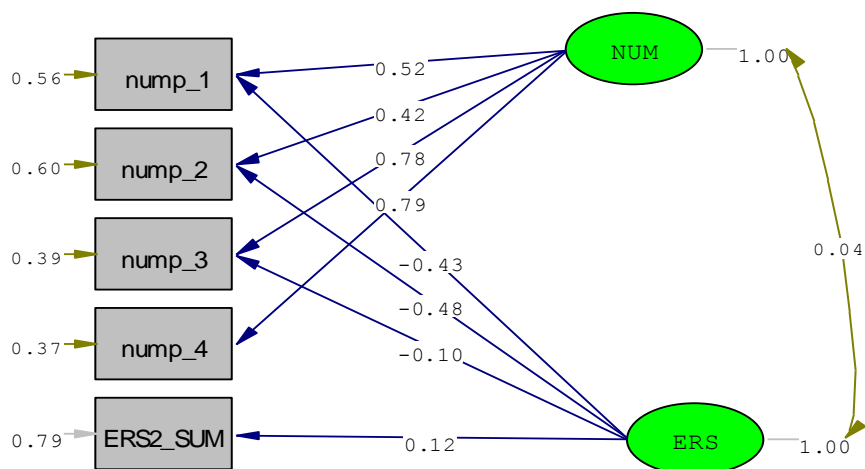 0.56
nump_1
0.52
NUM
1.00
0.60
nump_2
0.42
0.78
0.79
0.39
nump_3
-0.43
0.04
-0.48
0.37
nump_4
-0.10
0.79
ERS2_SUM
0.12
ERS
1.00